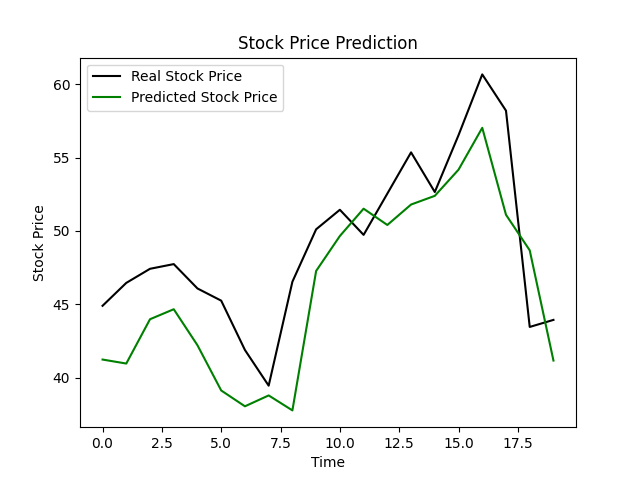 Stock Price Prediction
Real Stock Price
Predicted Stock Price
60
55
50
45
40
Stock Price
0.0 2.5 5.0 7.5 10.0 12.5 15.0 17.5
Time